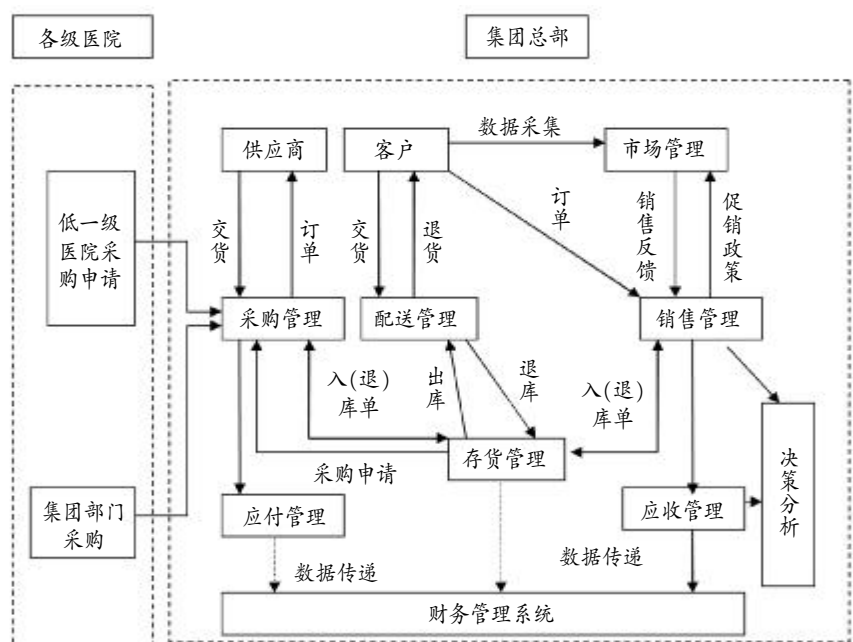 各级医院
集团总部
数据采集
供应商
客户
市场管理
低一级
医院采
购申请
交货
订单
交货
退货
订单
销售反馈
促销政策
采购管理
配送管理
销售管理
入(退)
库单
出库
退库
入(退)
库单
采购申请
存货管理
决策分析
集团部门
采购
应付管理
应收管理
数据传递
数据传递
财务管理系统